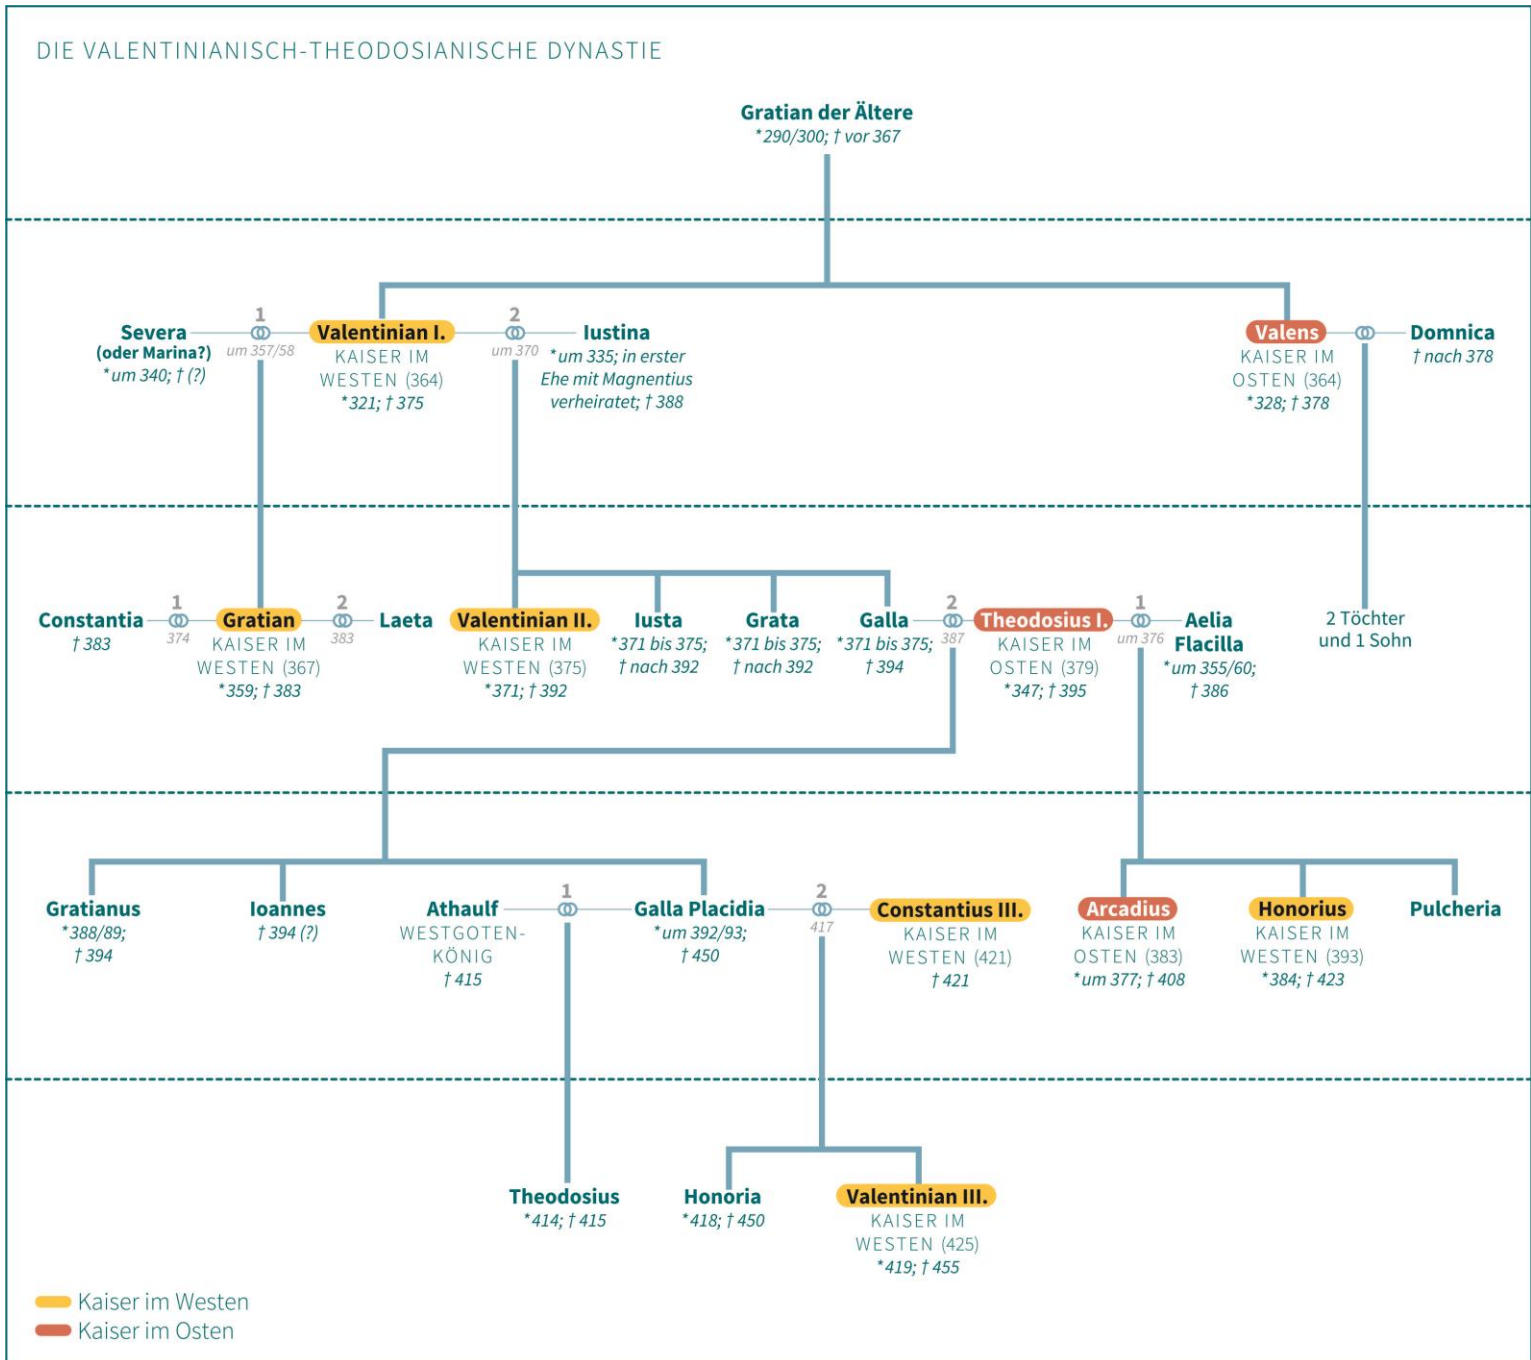 DIE VALENTINIANISCH-THEODOSIANISCHE DYNASTIE
Gratian der Ältere
*290/300; † vor 367
Severa
(oder Marina?)
*um 340; † (?)
1
um 357/58
Valentinian I.
KAISER IM
WESTEN (364)
*321; † 375
2
um 370
Iustina
*um 335; in erster
Ehe mit Magnentius
verheiratet; † 388
Valens
KAISER IM
OSTEN (364)
*328; † 378
Domnica
† nach 378
Constantia
† 383
1
374
Gratian
KAISER IM
WESTEN (367)
*359; † 383
2
383
Laeta
Valentinian II.
KAISER IM
WESTEN (375)
*371; † 392
Iusta
*371 bis 375;
† nach 392
Grata
*371 bis 375;
† nach 392
Galla
*371 bis 375;
† 394
2
387
Theodosius I.
KAISER IM
OSTEN (379)
*347; † 395
1
um 376
Aelia
Flacilla
*um 355/60;
† 386
2 Töchter
und 1 Sohn
Gratianus
*388/89;
† 394
Ioannes
† 394 (?)
Athaulf
WESTGOTEN-
KÖNIG
† 415
1
Galla Placidia
*um 392/93;
† 450
2
417
Constantius III.
KAISER IM
WESTEN (421)
† 421
Arcadius
KAISER IM
OSTEN (383)
*um 377; † 408
Honorius
KAISER IM
WESTEN (393)
*384; † 423
Pulcheria
Theodosius
*414; † 415
Honoria
*418; † 450
Valentinian III.
KAISER IM
WESTEN (425)
*419; † 455
Kaiser im Westen
Kaiser im Osten